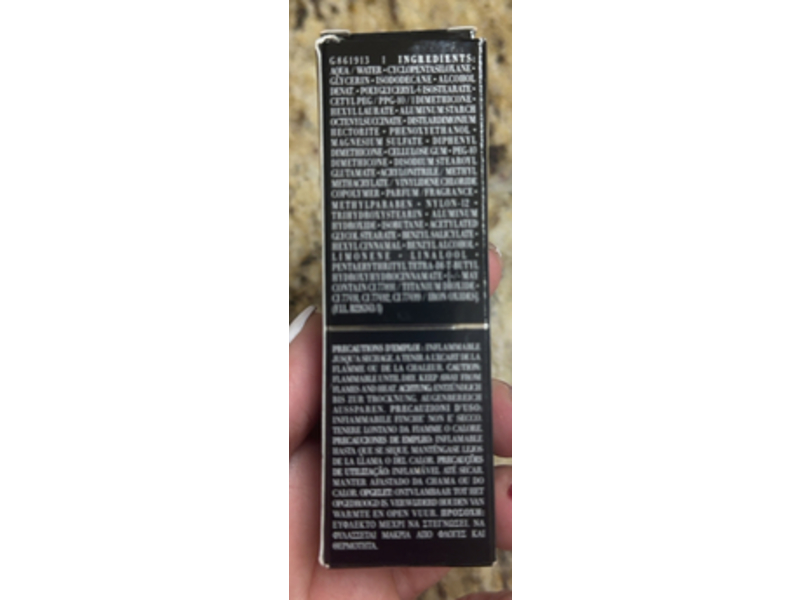 G861913 1 INGREDIENTS:
AQUA / WATER • CYCLOPENTASILOXANE •
GLYCERIN • ISODODECANE • ALCOHOL
DENAT • POLYGLYCERYL-4 ISOSTEARATE •
CETYL PEG / PPG-10 / 1 DIMETHICONE •
HEXYL LAURATE • ALUMINUM STARCH
OCTENYLSUCCINATE • DISTEARDIMONIUM
HECTORITE • PHENOXYETHANOL •
MAGNESIUM SULFATE • DIPHENYL
DIMETHICONE • CELLULOSE GUM • PEG-10
DIMETHICONE • DISODIUM STEAROYL
GLUTAMATE • ACRYLONITRILE / METHYL
METHACRYLATE / VINYLIDENE CHLORIDE
COPOLYMER • PARFUM / FRAGRANCE •
METHYLPARABEN • NYLON-12 •
TRIHYDROXYSTEARIN • ALUMINUM
HYDROXIDE • ISOBUTANE • ACETYLATED
GLYCOL STEARATE • BENZYL SALICYLATE •
HEXYL CINNAMAL • BENZYL ALCOHOL •
LIMONENE • LINALOOL •
PENTAERYTHRITYL TETRA-DI-T-BUTYL
HYDROXYHYDROCINNAMATE • +/- MAY
CONTAIN CI 77891 / TITANIUM DIOXIDE •
CI 77491, CI 77492, CI 77499 / IRON OXIDES].
(F.I.L.
PRECAUTIONS D'EMPLOI : INFLAMMABLE
JUSQU'A SECHAGE. A TENIR A L'ECART DE LA
FLAMME OU DE LA CHALEUR. CAUTION:
FLAMMABLE UNTIL DRY. KEEP AWAY FROM
FLAMES AND HEAT. ACHTUNG: ENTZÜNDLICH
BIS ZUR TROCKNUNG. AUGENBEREICH
AUSSPAREN. PRECAUZIONI D'USO:
INFIAMMABILE FINCHE' NON E' SECCO.
TENERE LONTANO DA FIAMME O CALORE.
PRECAUCIONES DE EMPLEO: INFLAMABLE
HASTA QUE SE SEQUE. MANTÉNGASE LEJOS
DE LA LLAMA O DEL CALOR. PRECAUÇÕES
DE UTILIZAÇÃO: INFLAMÁVEL ATÉ SECAR.
MANTER AFASTADO DA CHAMA OU DO
CALOR. OPGELET: ONTVLAMBAAR TOT HET
OPGEDROOGD IS. VERWIJDERD HOUDEN VAN
WARMTE EN OPEN VUUR. ΠΡΟΣΟΧΗ:
ΕΥΦΛΕΚΤΟ ΜΕΧΡΙ ΝΑ ΣΤΕΓΝΩΣΕΙ. ΝΑ
ΦΥΛΑΣΣΕΤΑΙ ΜΑΚΡΙΑ ΑΠΟ ΦΛΟΓΕΣ ΚΑΙ
ΘΕΡΜΟΤΗΤΑ.